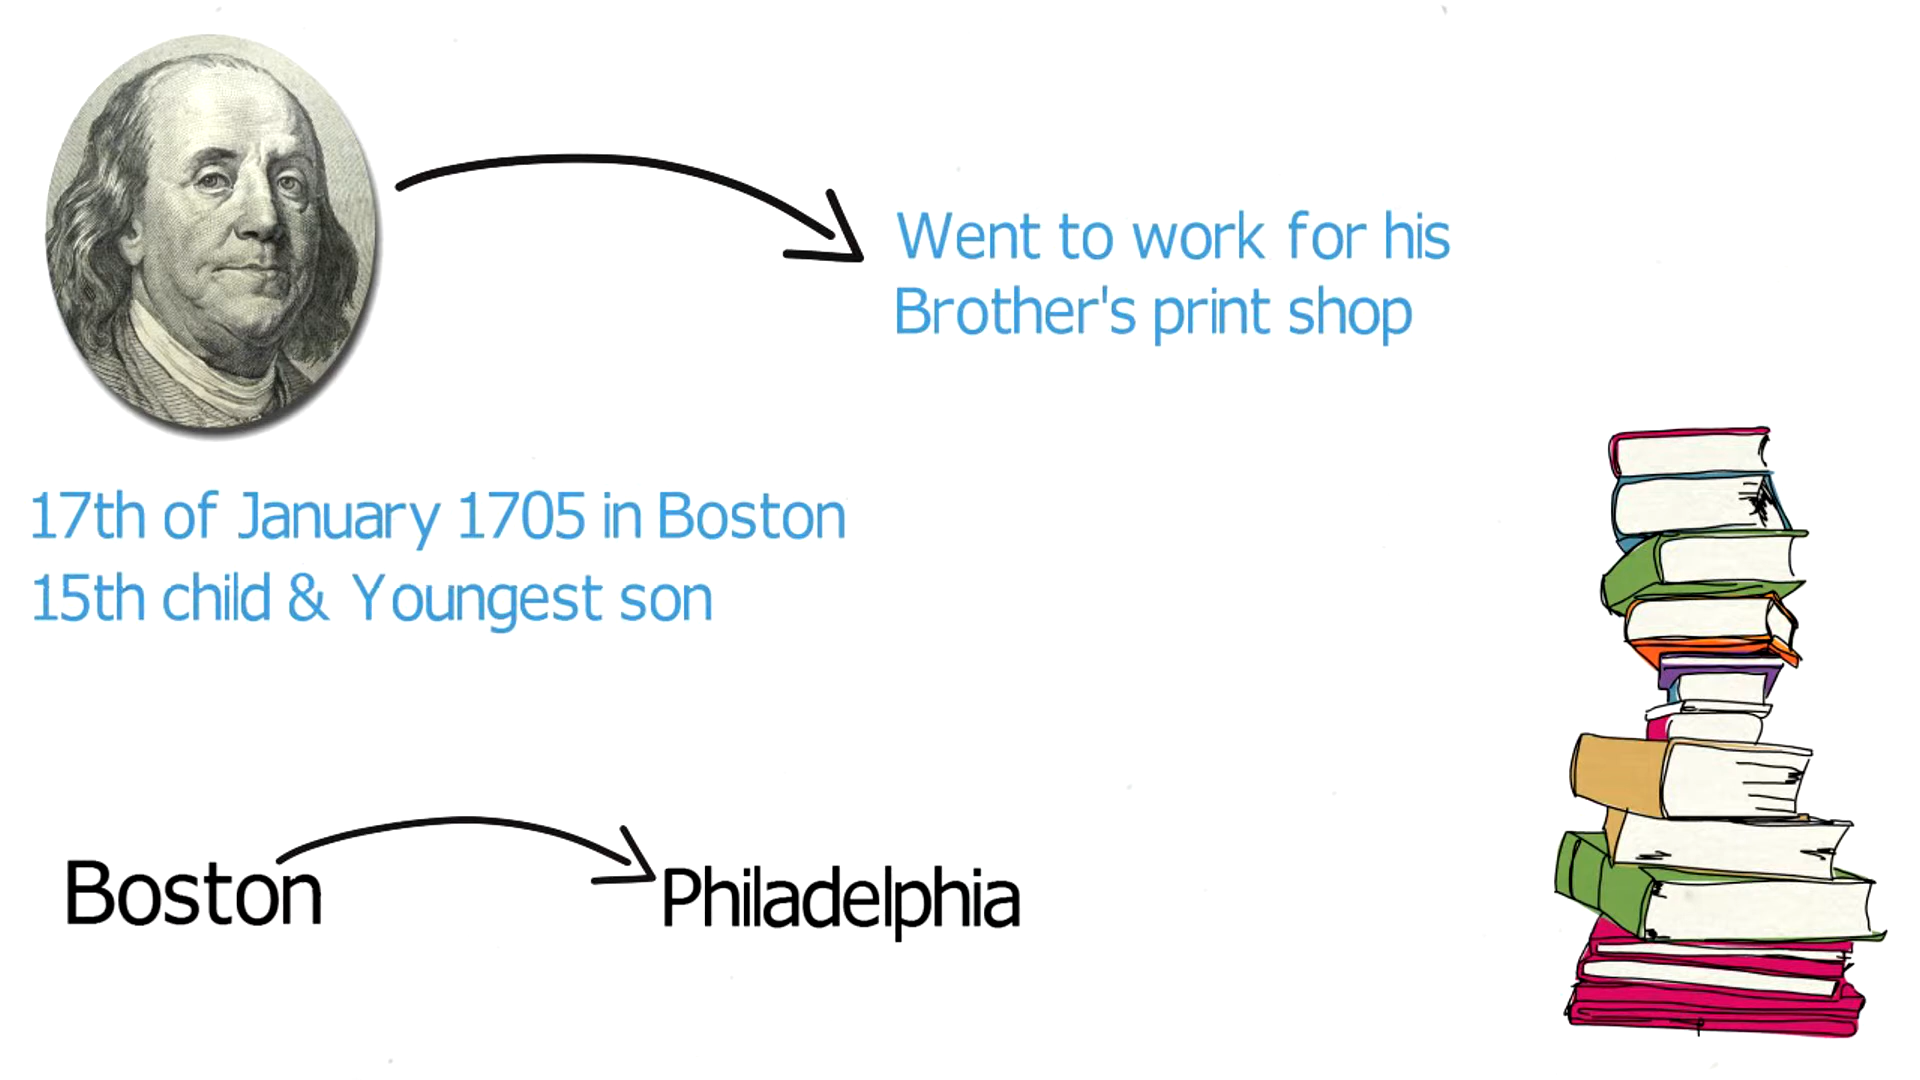 Went to work for his
Brother's print shop
17th of January 1705 in Boston
15th child & Youngest son
Boston
Philadelphia